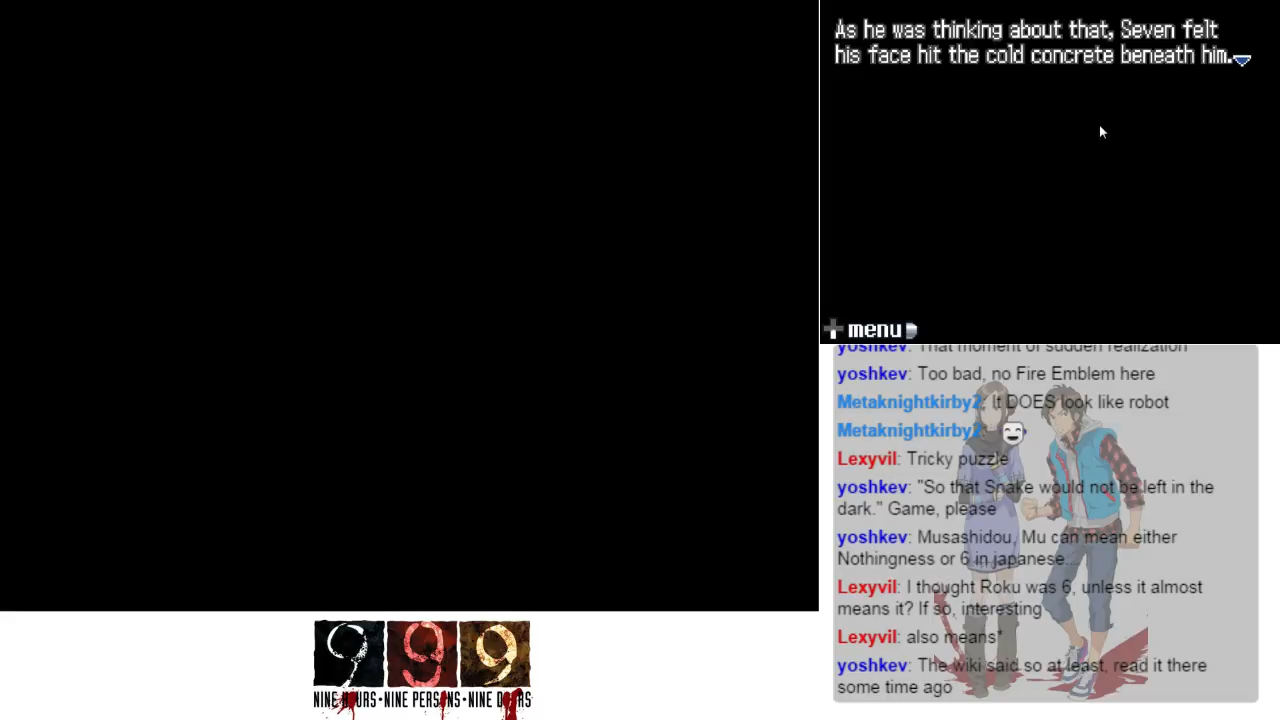 As he was thinking about that, Seven felt
his face hit the cold concrete beneath him.
menu
yoshkev: That moment of sudden realization
yoshkev: Too bad, no Fire Emblem here
Metaknightkirby2: It DOES look like robot
Metaknightkirby2:
Lexyvil: Tricky puzzle
yoshkev: "So that Snake would not be left in the
dark." Game, please
yoshkev: Musashidou, Mu can mean either
Nothingness or 6 in japanese...
Lexyvil: I thought Roku was 6, unless it almost
means it? If so, interesting
Lexyvil: also means*
yoshkev: The wiki said so at least, read it there
some time ago
9 9 9
NINE HOURS • NINE PERSONS • NINE DOORS